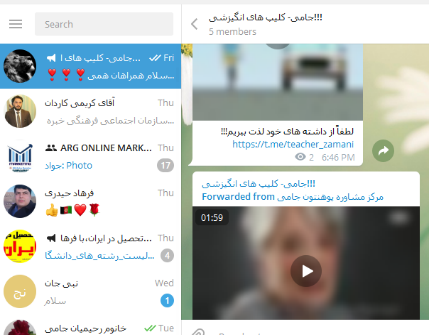 Search
جامی- کلیپ های ا...
Fri
سلام همراهان همی...
آقای کریمی کاردان
Thu
سازمان اجتماعی فرهنگی خیره...
ARG ONLINE MARK...
Thu
جواد: Photo
17
فرهاد حیدری
Thu
تحصیل در ایران،با فرها...
Thu
لیست_رشته_های_دانشگا...
4
تحصیل در
ایران
نج
نبی جان
Wed
سلام
1
خانوم رحیمیان جامی
Tue
جامی- کلیپ های انگیزشی!!!
5 members
لطفاً از داشته های خود لذت ببریم!!!
https://t.me/teacher_zamani
2 6:46 PM
جامی- کلیپ های انگیزشی!!!
Forwarded from مرکز مشاوره پوهنتون جامی
01:59